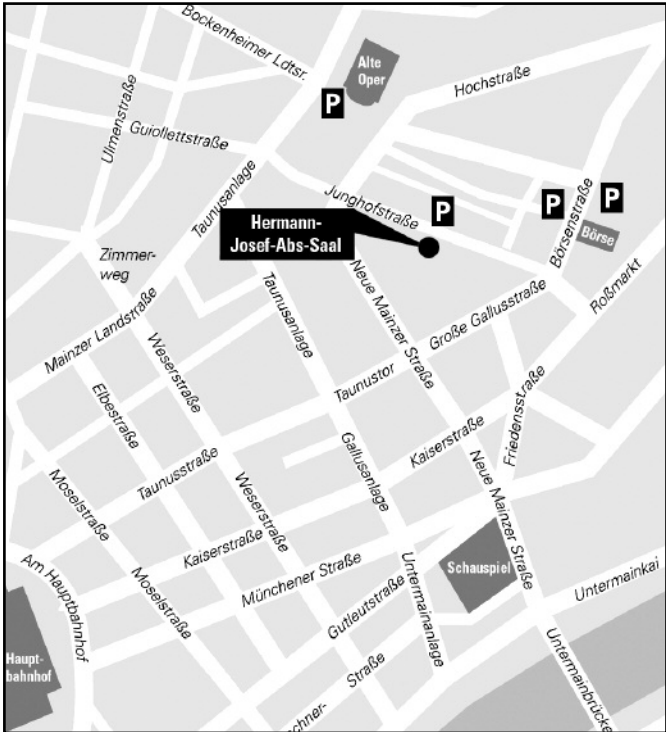 Bockenheimer Ldtsr.
Alte
Oper
Hochstraße
P
Ulmenstraße
Guiollettstraße
Taunusanlage
Junghofstraße
P
P
P
Börsenstraße
Börse
Hermann-
Josef-Abs-Saal
Zimmer-
weg
Roßmarkt
Mainzer Landstraße
Taunusanlage
Neue Mainzer Straße
Große Gallusstraße
Weserstraße
Taunustor
Elbestraße
Friedensstraße
Kaiserstraße
Gallusanlage
Taunusstraße
Moselstraße
Weserstraße
Neue Mainzer Straße
Kaiserstraße
Am Hauptbahnhof
Münchener Straße
Moselstraße
Untermainanlage
Schauspiel
Gutleutstraße
Untermainkai
Haupt-
bahnhof
Straße
chner-
Untermainbrücke